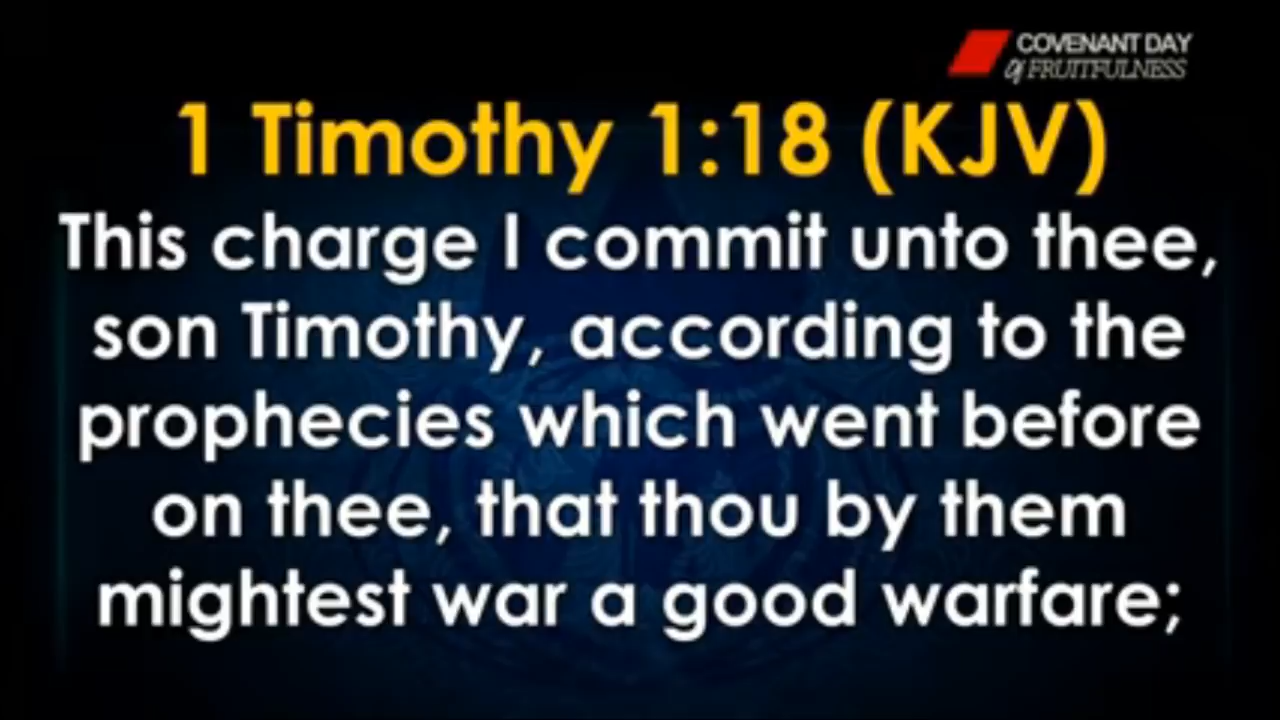 COVENANT DAY
Of FRUITFULNESS
1 Timothy 1:18 (KJV)
This charge I commit unto thee,
son Timothy, according to the
prophecies which went before
on thee, that thou by them
mightest war a good warfare;